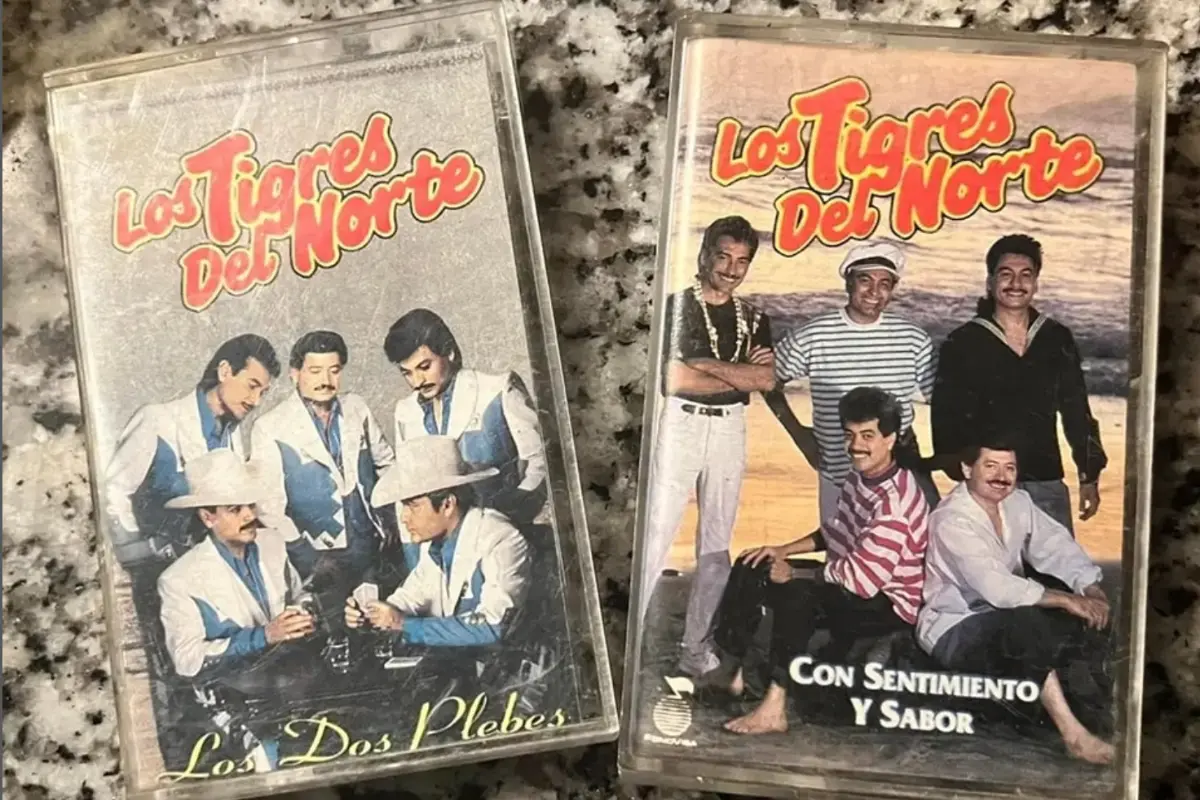 Los Tigres
Del Norte
Los Dos Plebes
Los Tigres
Del Norte
CON SENTIMIENTO
Y SABOR
FONOVISA